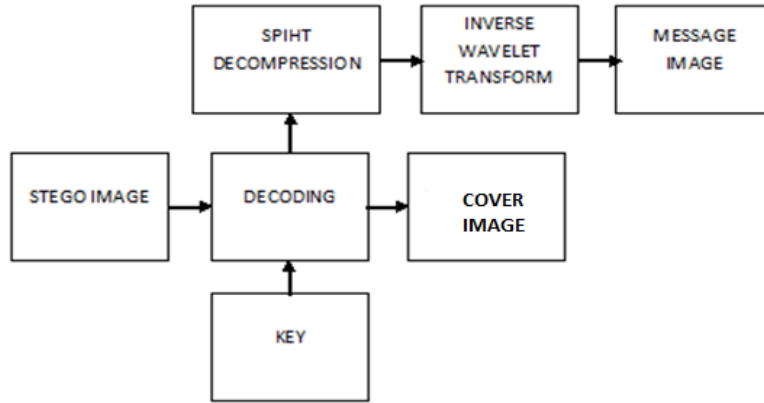 SPIHT
DECOMPRESSION
INVERSE
WAVELET
TRANSFORM
MESSAGE
IMAGE
STEGO IMAGE
DECODING
COVER
IMAGE
KEY